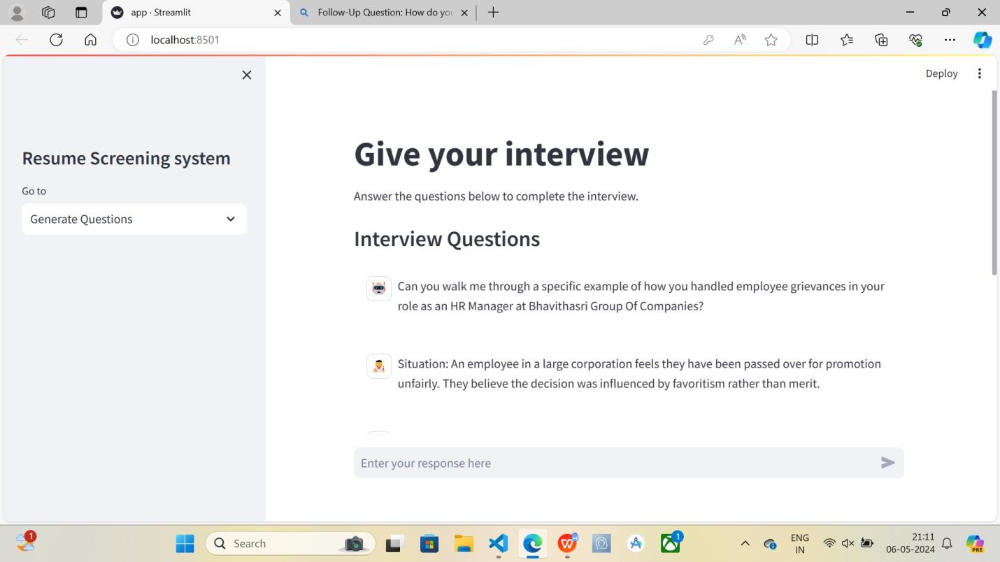 app · Streamlit
Follow-Up Question: How do you
localhost:8501
Deploy
Resume Screening system
Go to
Generate Questions
Give your interview
Answer the questions below to complete the interview.
Interview Questions
Can you walk me through a specific example of how you handled employee grievances in your
role as an HR Manager at Bhavithasri Group Of Companies?
Situation: An employee in a large corporation feels they have been passed over for promotion
unfairly. They believe the decision was influenced by favoritism rather than merit.
Enter your response here
1
Search
1
ENG
IN
21:11
06-05-2024
PRE